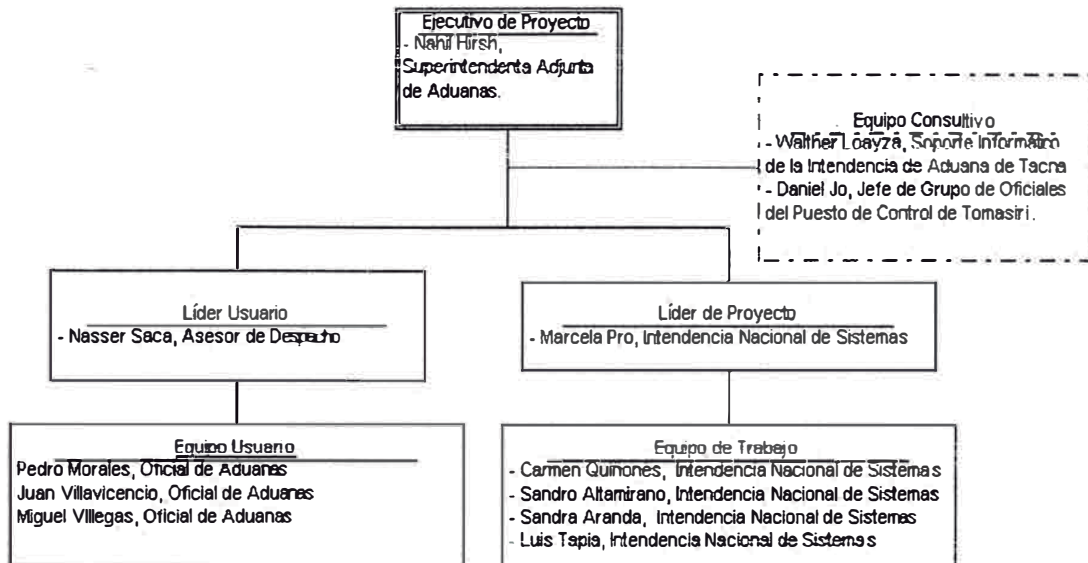 Ejecutivo de Proyecto
- Nahil Hirsh,
Superintendenta Adjunta
de Aduanas.
Equipo Consultivo
- Walther Loayza, Soporte Informático
de la Intendencia de Aduana de Tacna
- Daniel Jo, Jefe de Grupo de Oficiales
del Puesto de Control de Tomasiri.
Líder Usuario
- Nasser Saca, Asesor de Despacho
Líder de Proyecto
- Marcela Pro, Intendencia Nacional de Sistemas
Equipo Usuario
Pedro Morales, Oficial de Aduanas
Juan Villavicencio, Oficial de Aduanas
Miguel VIllegas, Oficial de Aduanas
Equipo de Trabajo
- Carmen Quiñonés, Intendencia Nacional de Sistemas
- Sandro Altamirano, Intendencia Nacional de Sistemas
- Sandra Aranda, Intendencia Nacional de Sistemas
- Luis Tapia, Intendencia Nacional de Sistemas